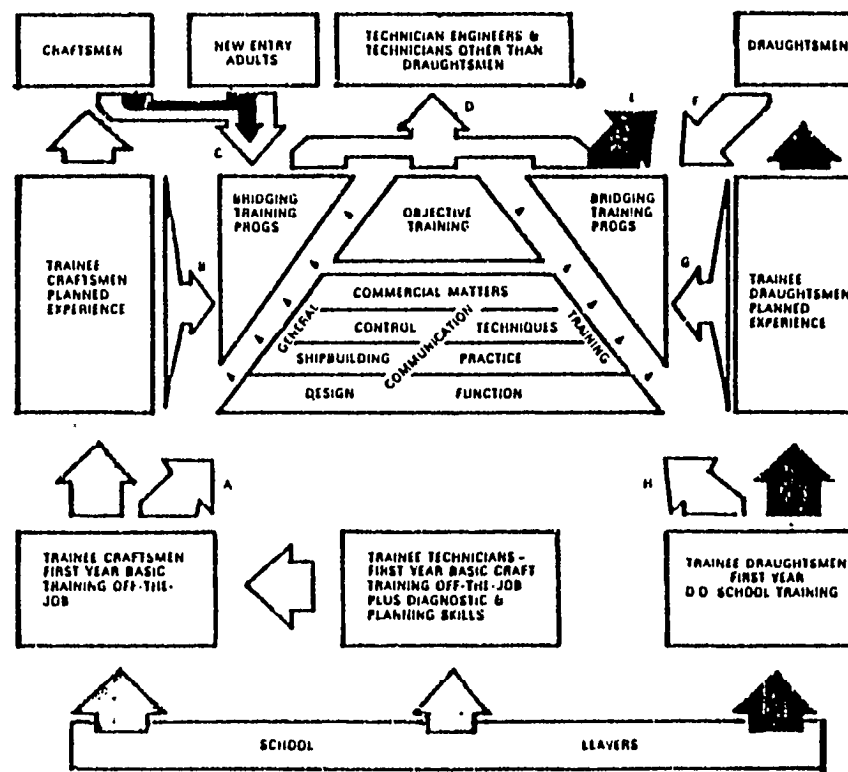 CRAFTSMEN
NEW ENTRY
ADULTS
TECHNICIAN ENGINEERS &
TECHNICIANS OTHER THAN
DRAUGHTSMEN
DRAUGHTSMEN
D
E
F
C
BRIDGING
TRAINING
PROGS
OBJECTIVE
TRAINING
BRIDGING
TRAINING
PROGS
TRAINEE
CRAFTSMEN
PLANNED
EXPERIENCE
B
G
TRAINEE
DRAUGHTSMEN
PLANNED
EXPERIENCE
GENERAL
TRAINING
COMMUNICATION
COMMERCIAL MATTERS
CONTROL TECHNIQUES
SHIPBUILDING PRACTICE
DESIGN FUNCTION
A
H
TRAINEE CRAFTSMEN
FIRST YEAR BASIC
TRAINING OFF-THE-
JOB
TRAINEE TECHNICIANS -
FIRST YEAR BASIC CRAFT
TRAINING OFF-THE-JOB
PLUS DIAGNOSTIC &
PLANNING SKILLS
TRAINEE DRAUGHTSMEN
FIRST YEAR
D.O. SCHOOL TRAINING
SCHOOL LEAVERS